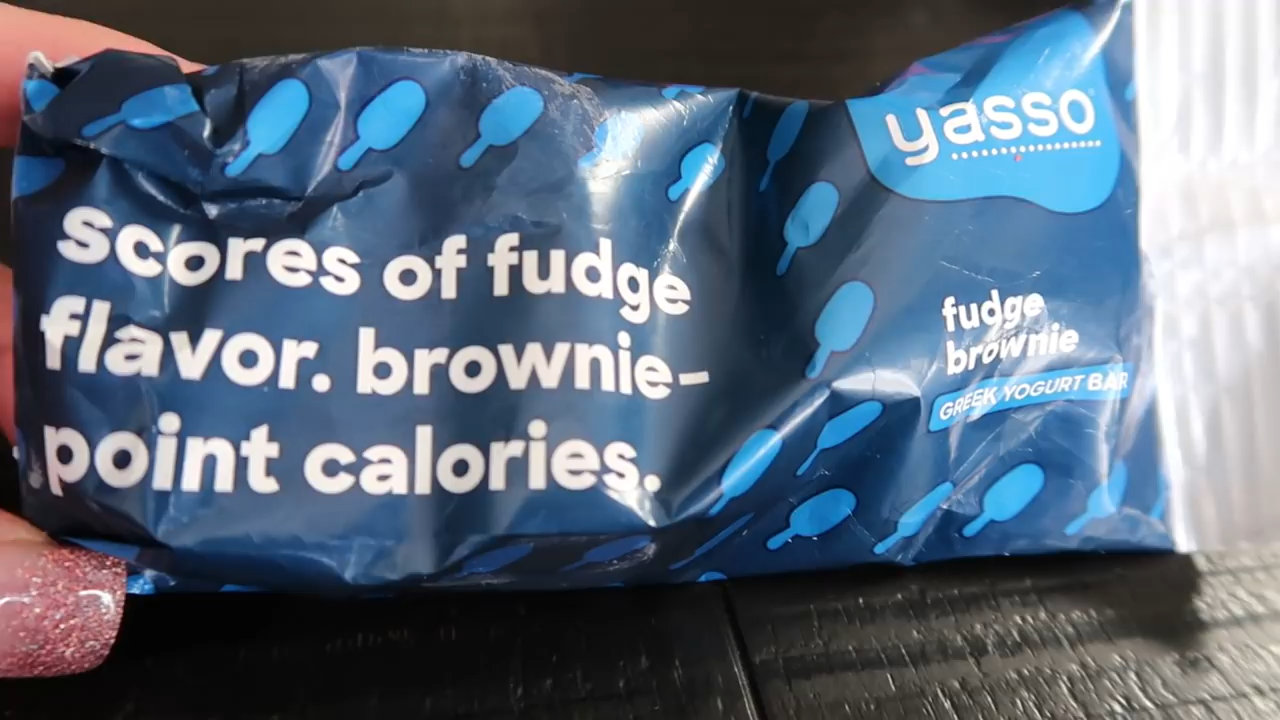 scores of fudge
flavor. brownie-
point calories.
yasso
fudge
brownie
GREEK YOGURT BAR